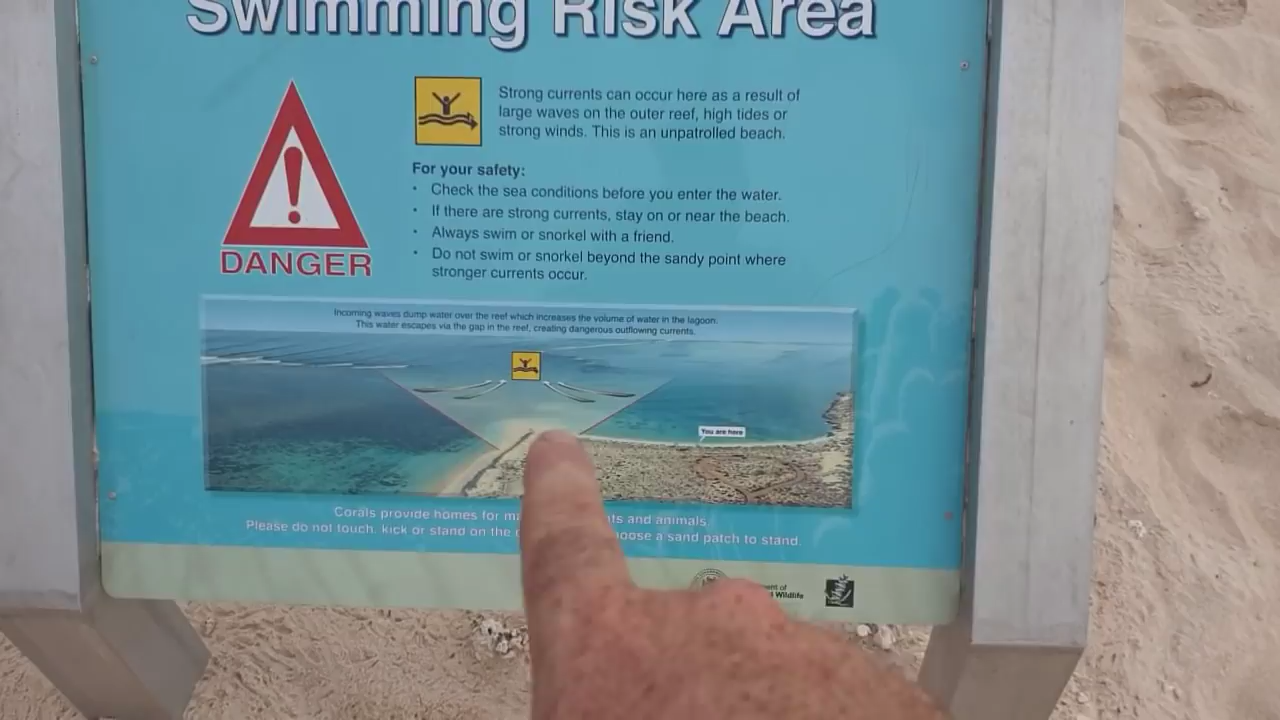 Swimming Risk Area
Strong currents can occur here as a result of
large waves on the outer reef, high tides or
strong winds. This is an unpatrolled beach.
For your safety:
• Check the sea conditions before you enter the water.
• If there are strong currents, stay on or near the beach.
• Always swim or snorkel with a friend.
• Do not swim or snorkel beyond the sandy point where
stronger currents occur.
DANGER
Incoming waves dump water over the reef which increases the volume of water in the lagoon.
This water escapes via the gap in the reef, creating dangerous outflowing currents.
You are here
Corals provide homes for and animals
Please do not touch, kick or stand on the a sand patch to stand.
of
Wildlife